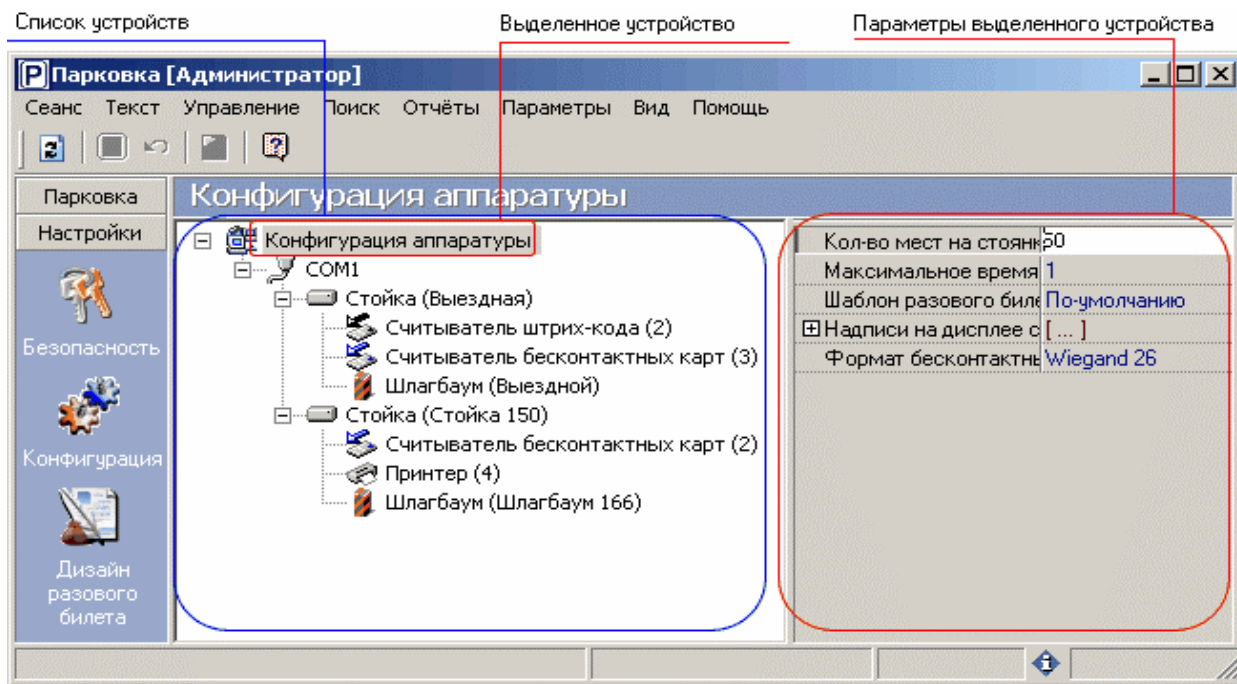 Список устройств Выделенное устройство Параметры выделенного устройства
Парковка [Администратор]
Сеанс Текст Управление Поиск Отчёты Параметры Вид Помощь
Парковка
Настройки
Безопасность
Конфигурация
Дизайн
разового
билета
Конфигурация аппаратуры
Конфигурация аппаратуры
COM1
Стойка (Выездная)
Считыватель штрих-кода (2)
Считыватель бесконтактных карт (3)
Шлагбаум (Выездной)
Стойка (Стойка 150)
Считыватель бесконтактных карт (2)
Принтер (4)
Шлагбаум (Шлагбаум 166)
Кол-во мест на стоянк 50
Максимальное время 1
Шаблон разового биле По-умолчанию
Надписи на дисплее с [ ... ]
Формат бесконтактнь Wiegand 26